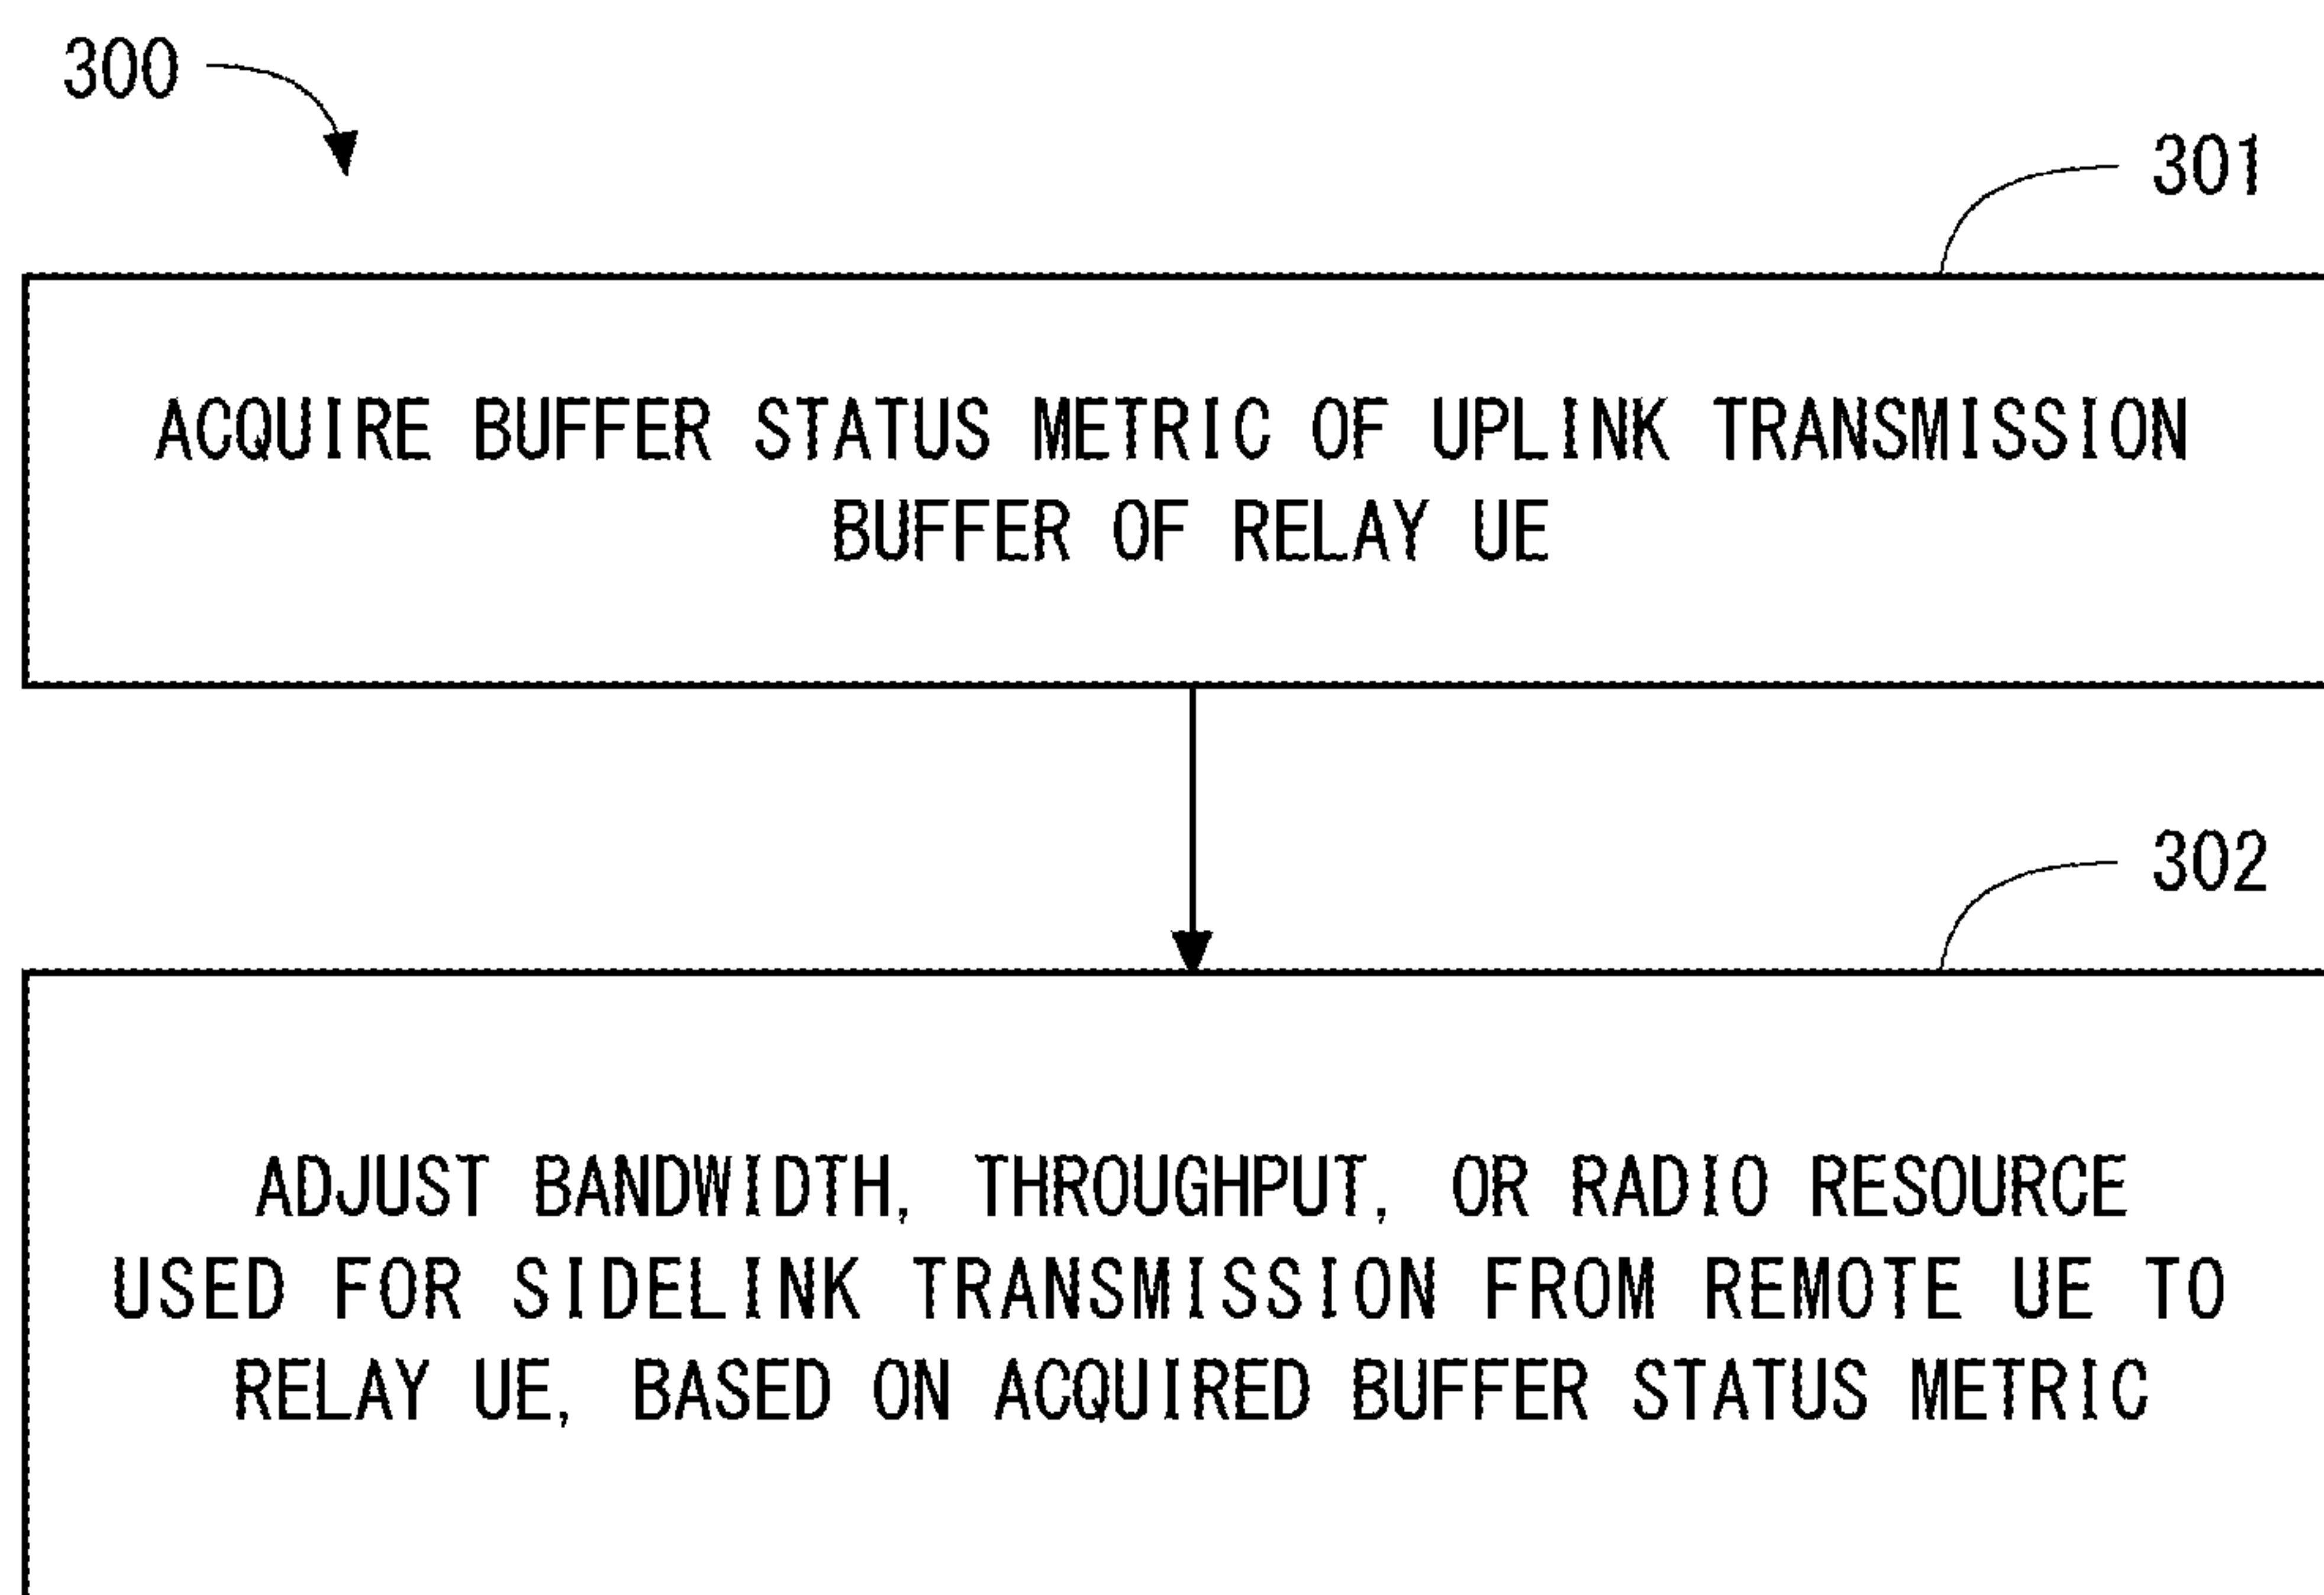 300
301
ACQUIRE BUFFER STATUS METRIC OF UPLINK TRANSMISSION
BUFFER OF RELAY UE
302
ADJUST BANDWIDTH, THROUGHPUT, OR RADIO RESOURCE
USED FOR SIDELINK TRANSMISSION FROM REMOTE UE TO
RELAY UE, BASED ON ACQUIRED BUFFER STATUS METRIC